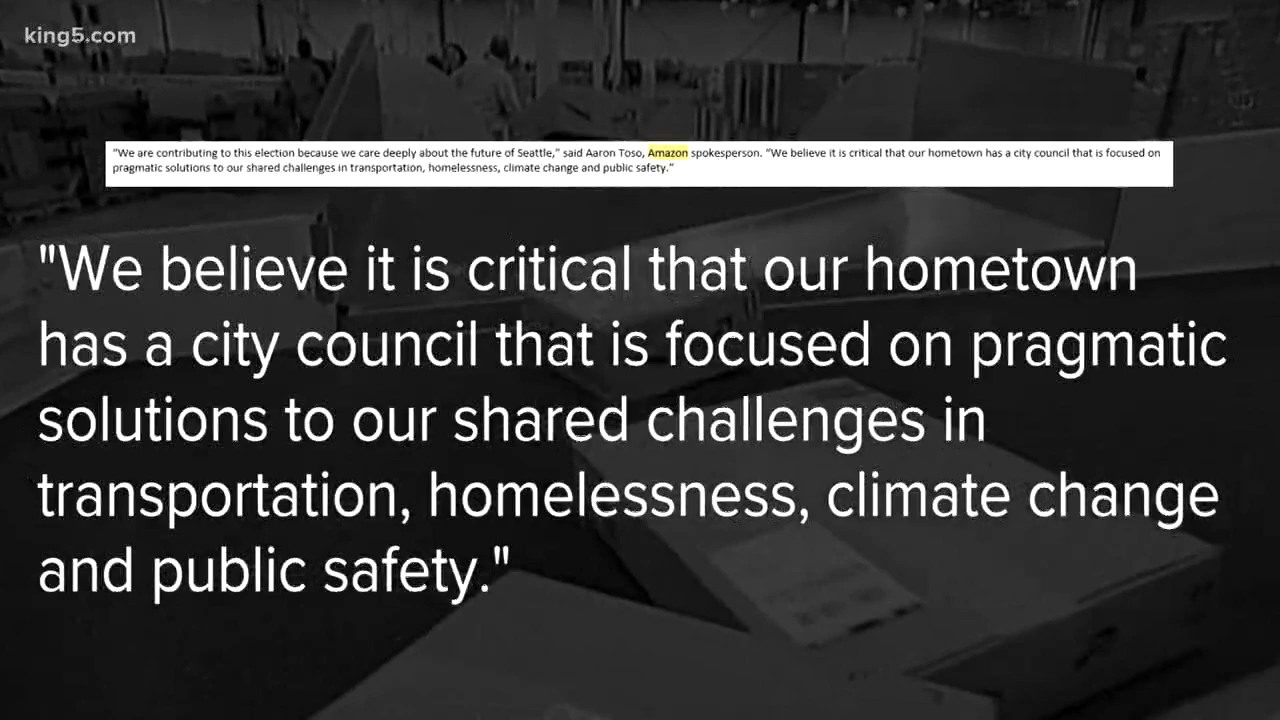 king5.com
“We are contributing to this election because we care deeply about the future of Seattle,” said Aaron Toso, Amazon spokesperson. “We believe it is critical that our hometown has a city council that is focused on
pragmatic solutions to our shared challenges in transportation, homelessness, climate change and public safety.”
"We believe it is critical that our hometown
has a city council that is focused on pragmatic
solutions to our shared challenges in
transportation, homelessness, climate change
and public safety."